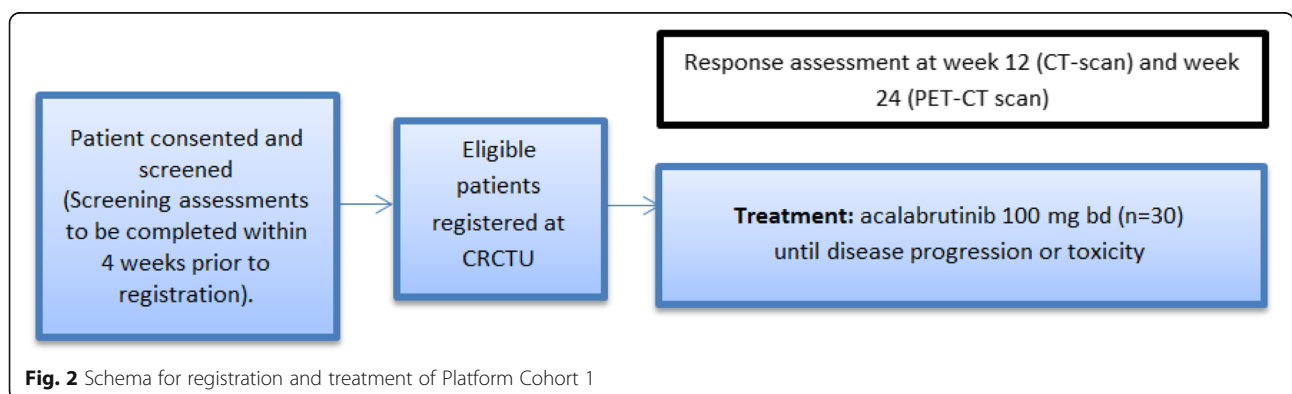 Response assessment at week 12 (CT-scan) and week
24 (PET-CT scan)
Patient consented and
screened
(Screening assessments
to be completed within
4 weeks prior to
registration).
Eligible
patients
registered at
CRCTU
Treatment: acalabrutinib 100 mg bd (n=30)
until disease progression or toxicity
Fig. 2 Schema for registration and treatment of Platform Cohort 1